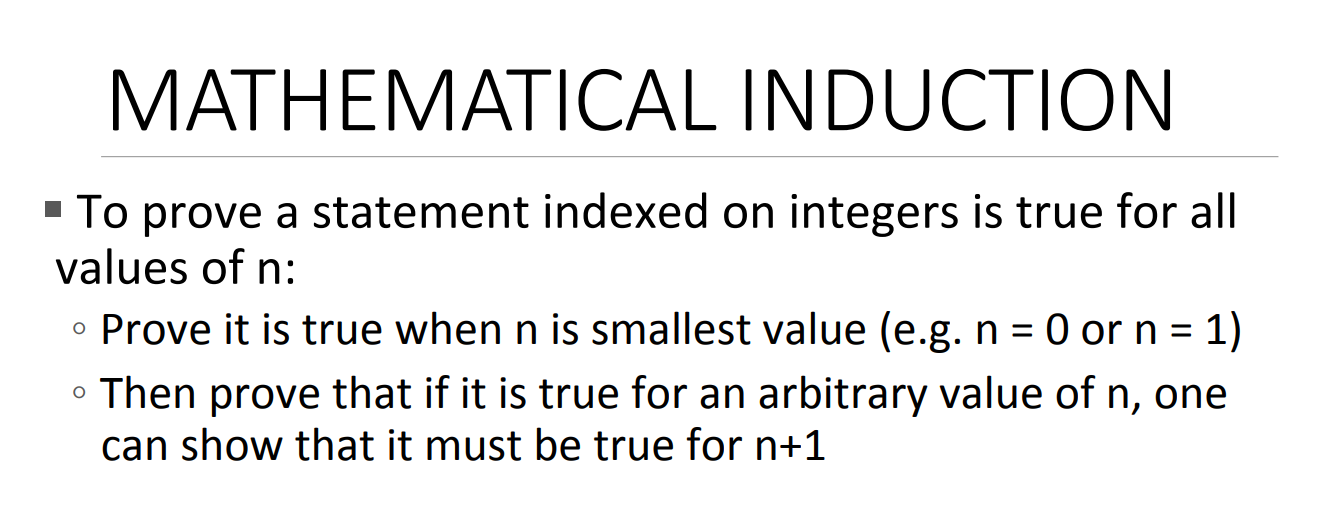 MATHEMATICAL INDUCTION
▪ To prove a statement indexed on integers is true for all
values of n:
◦ Prove it is true when n is smallest value (e.g. n = 0 or n = 1)
◦ Then prove that if it is true for an arbitrary value of n, one
can show that it must be true for n+1